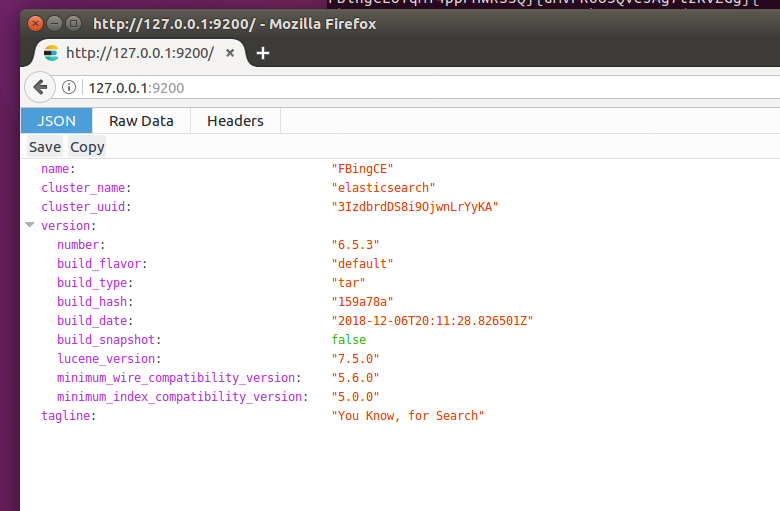 http://127.0.0.1:9200/ - Mozilla Firefox
http://127.0.0.1:9200/
127.0.0.1:9200
JSON Raw Data Headers
Save Copy
name: "FBingCE"
cluster_name: "elasticsearch"
cluster_uuid: "3IzdbrdDS8i9OjwnLrYyKA"
version:
number: "6.5.3"
build_flavor: "default"
build_type: "tar"
build_hash: "159a78a"
build_date: "2018-12-06T20:11:28.826501Z"
build_snapshot: false
lucene_version: "7.5.0"
minimum_wire_compatibility_version: "5.6.0"
minimum_index_compatibility_version: "5.0.0"
tagline: "You Know, for Search"